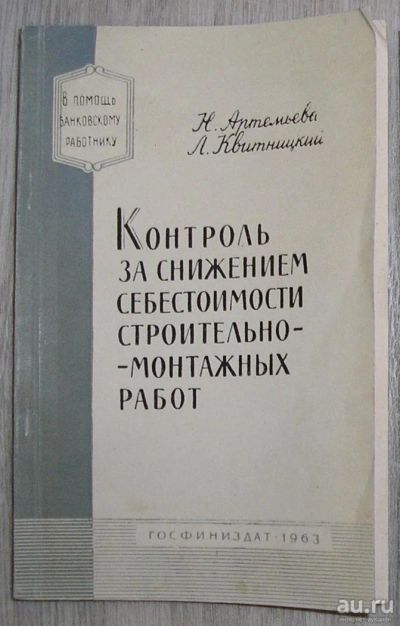 В ПОМОЩЬ
БАНКОВСКОМУ
РАБОТНИКУ
Н. Артемьева
Л. Квитницкий
КОНТРОЛЬ
ЗА СНИЖЕНИЕМ
СЕБЕСТОИМОСТИ
СТРОИТЕЛЬНО-
-МОНТАЖНЫХ
РАБОТ
ГОСФИНИЗДАТ · 1963
au.ru